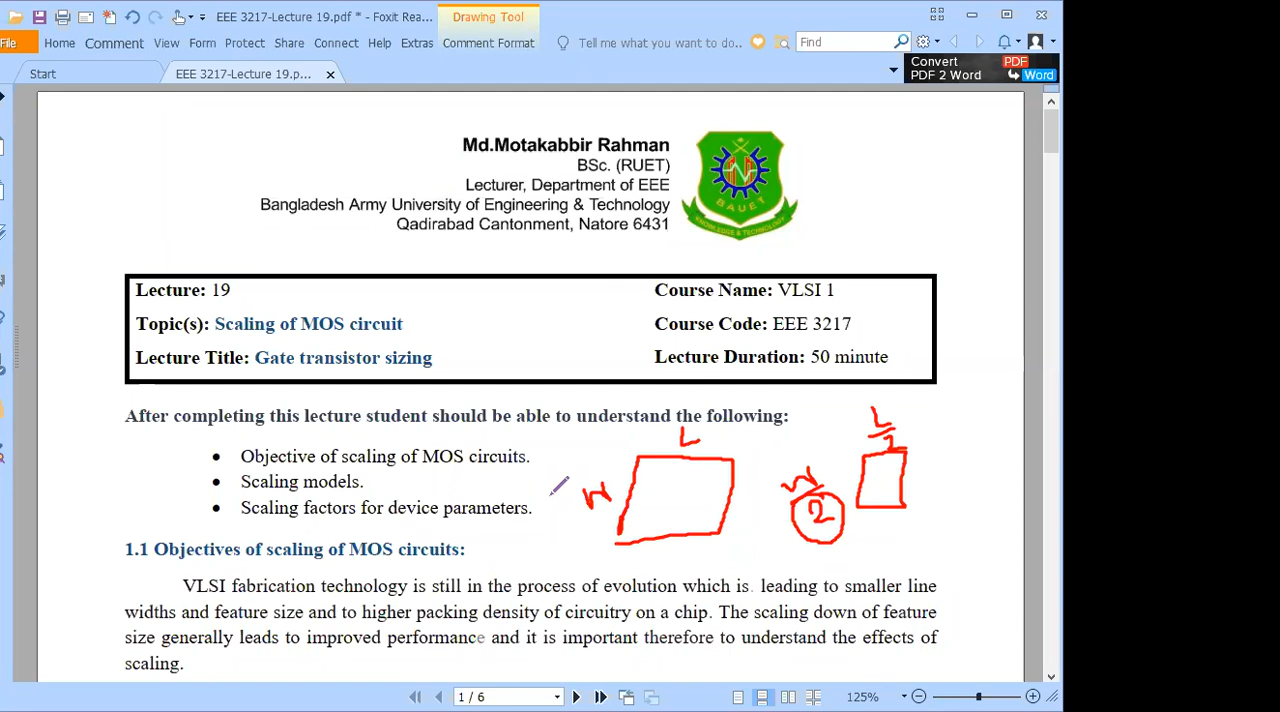 EEE 3217-Lecture 19.pdf * - Foxit Rea...
Drawing Tool
File
Home
Comment
View
Form
Protect
Share
Connect
Help
Extras
Comment Format
Tell me what you want to do..
Find
Start
EEE 3217-Lecture 19.p...
Convert
PDF 2 Word
PDF
Word
Md.Motakabbir Rahman
BSc. (RUET)
Lecturer, Department of EEE
Bangladesh Army University of Engineering & Technology
Qadirabad Cantonment, Natore 6431
BAUET
KNOWLEDGE & TECHNOLOGY
Lecture: 19
Course Name: VLSI 1
Topic(s): Scaling of MOS circuit
Course Code: EEE 3217
Lecture Title: Gate transistor sizing
Lecture Duration: 50 minute
After completing this lecture student should be able to understand the following:
• Objective of scaling of MOS circuits.
• Scaling models.
• Scaling factors for device parameters.
L
W
L/2
W/2
1.1 Objectives of scaling of MOS circuits:
VLSI fabrication technology is still in the process of evolution which is. leading to smaller line
widths and feature size and to higher packing density of circuitry on a chip. The scaling down of feature
size generally leads to improved performance and it is important therefore to understand the effects of
scaling.
1 / 6
125%